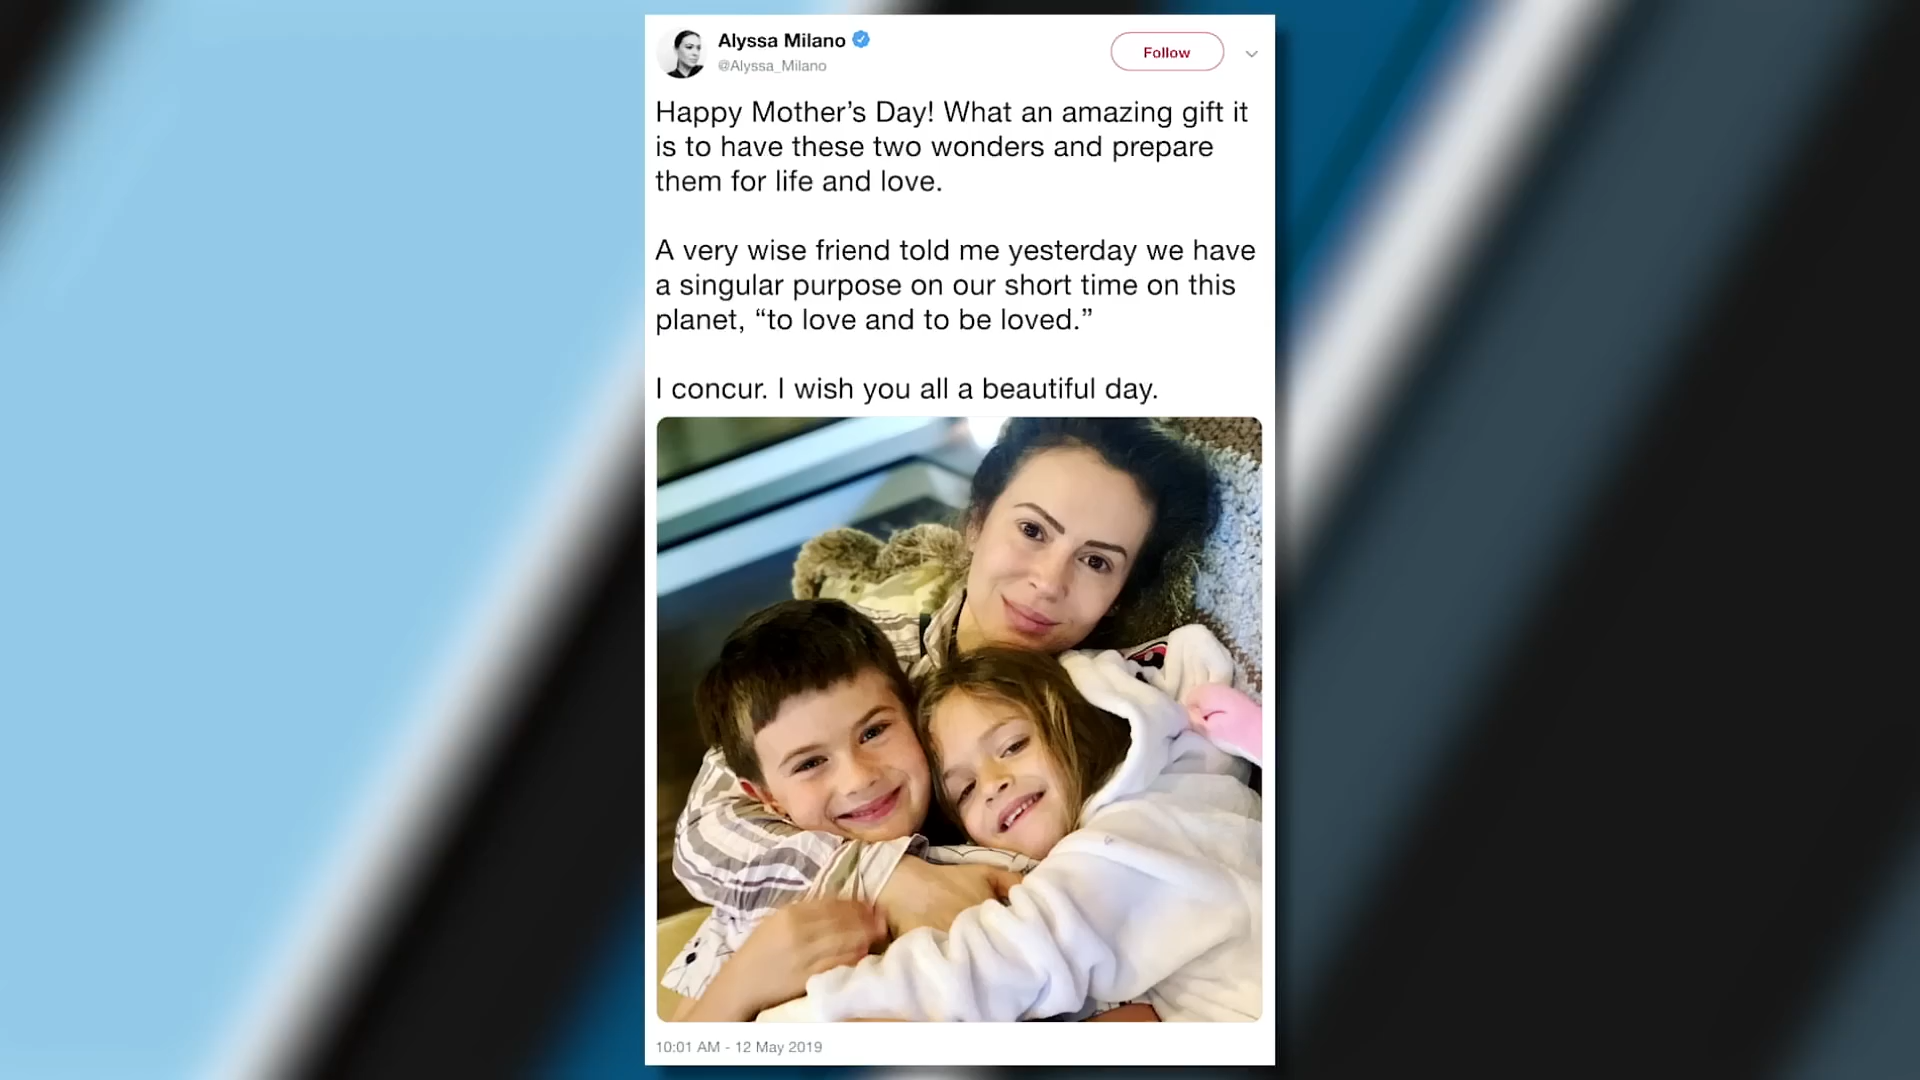 Alyssa Milano
@Alyssa_Milano
Follow
Happy Mother’s Day! What an amazing gift it
is to have these two wonders and prepare
them for life and love.
A very wise friend told me yesterday we have
a singular purpose on our short time on this
planet, “to love and to be loved.”
I concur. I wish you all a beautiful day.
10:01 AM - 12 May 2019